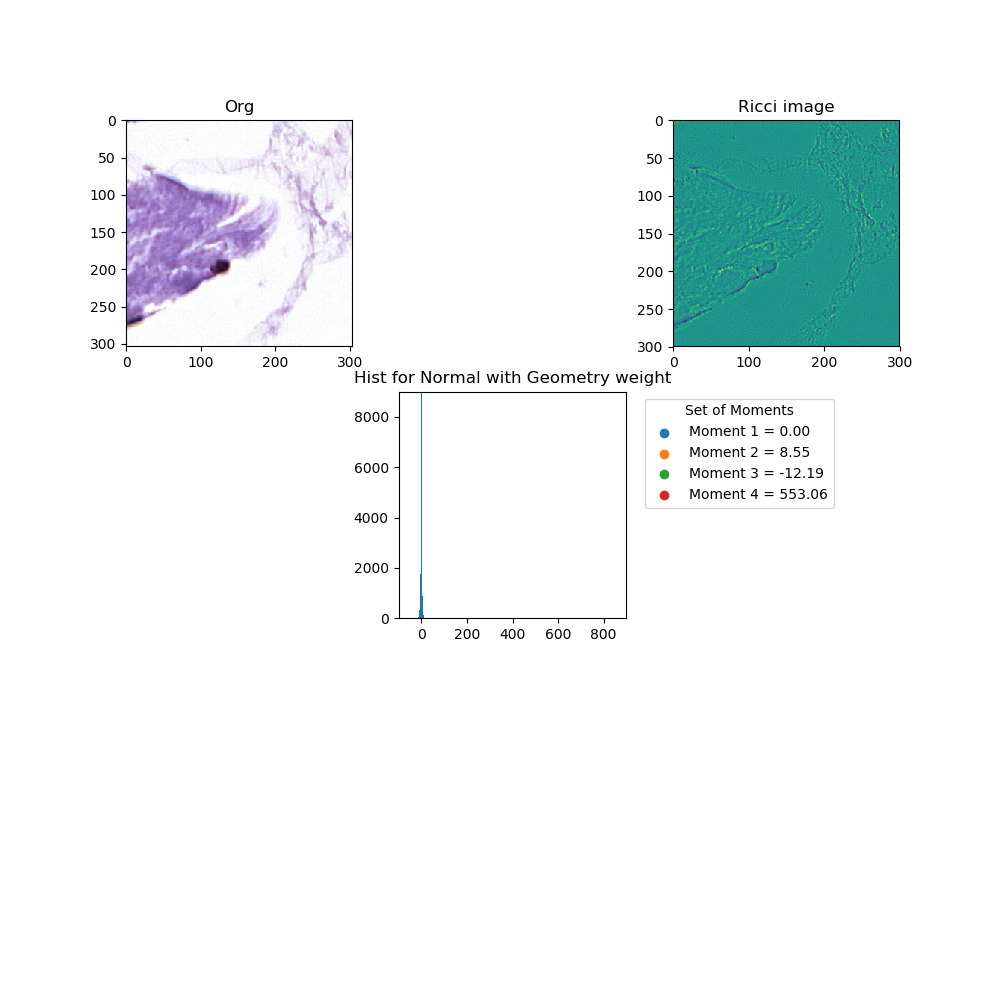 Org
0
50
100
150
200
250
300
0 100 200 300
Ricci image
0
50
100
150
200
250
300
0 100 200 300
Hist for Normal with Geometry weight
8000
6000
4000
2000
0
0 200 400 600 800
Set of Moments
Moment 1 = 0.00
Moment 2 = 8.55
Moment 3 = -12.19
Moment 4 = 553.06